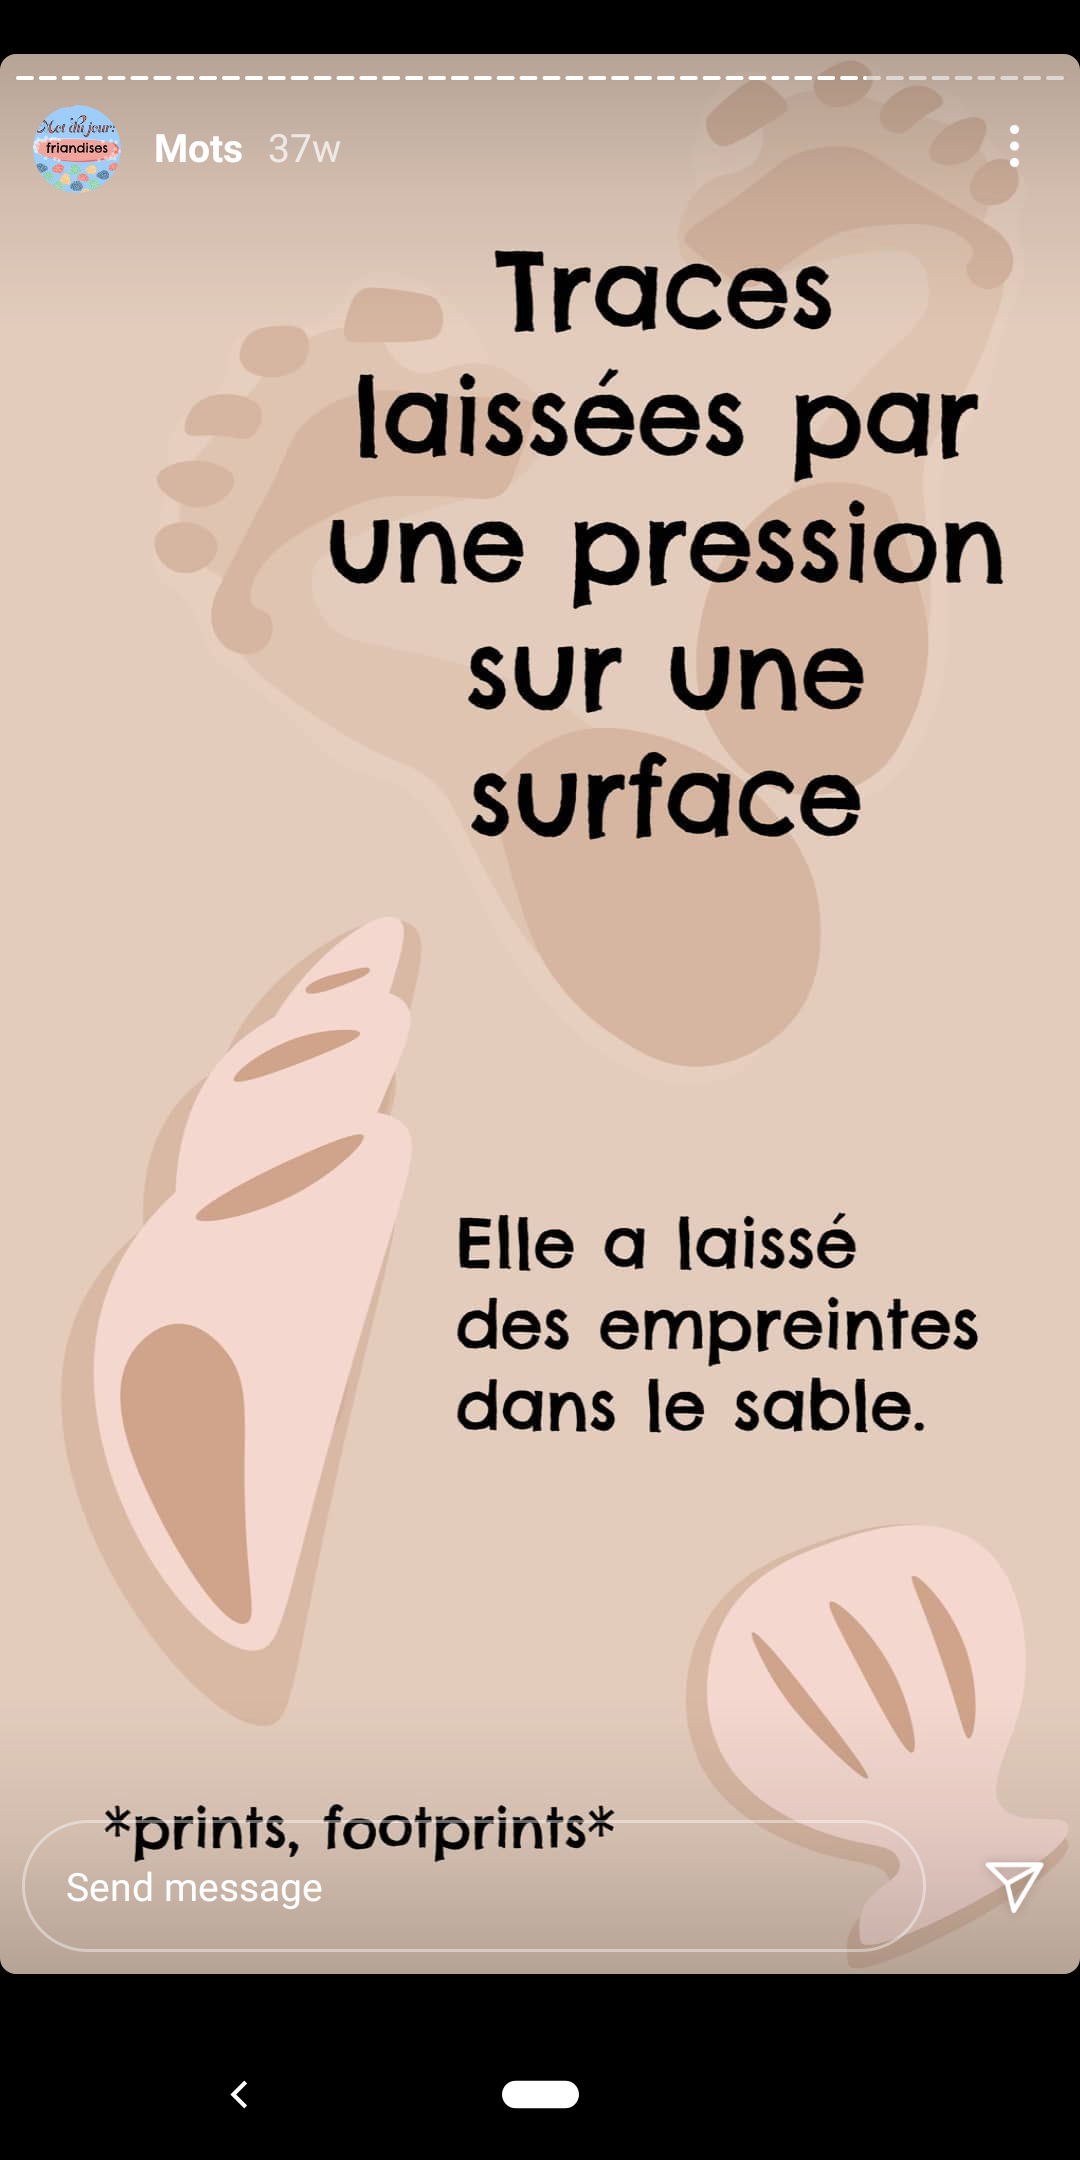 Mot du jour:
friandises
Mots 37w
Traces
laissées par
une pression
sur une
surface
Elle a laissé
des empreintes
dans le sable.
*prints, footprints*
Send message